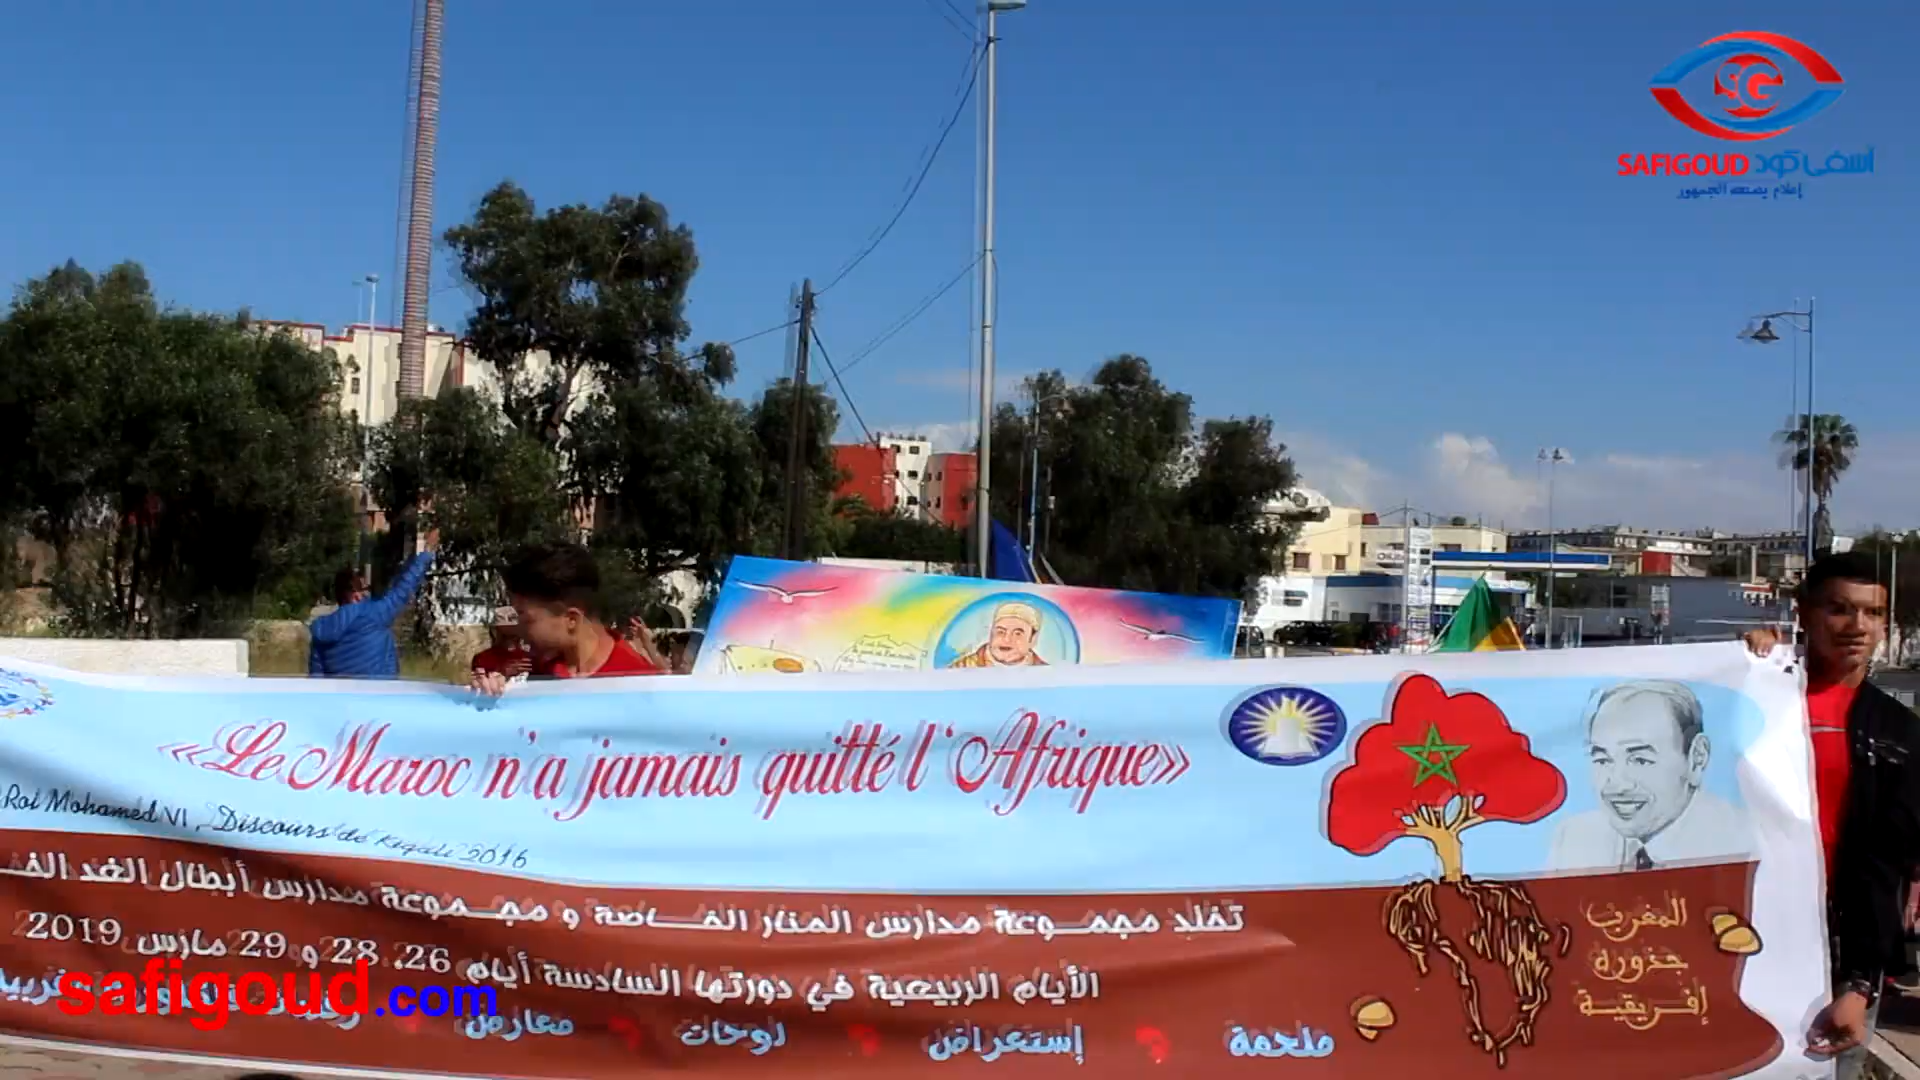 SAFIGOUD آسفي كود
إعلام يصنعه الجمهور
«Le Maroc n'a jamais quitté l'Afrique»
Roi Mohamed VI, Discours de Kigali 2016
تخلد مجموعة مدارس المنار الخاصة و مجموعة مدارس أبطال الغد
الأيام الربيعية في دورتها السادسة أيام 26، 28 و 29 مارس 2019
ملحمة إستعراض لوحات معارض
المغرب
جذوره
إفريقية
safigoud.com